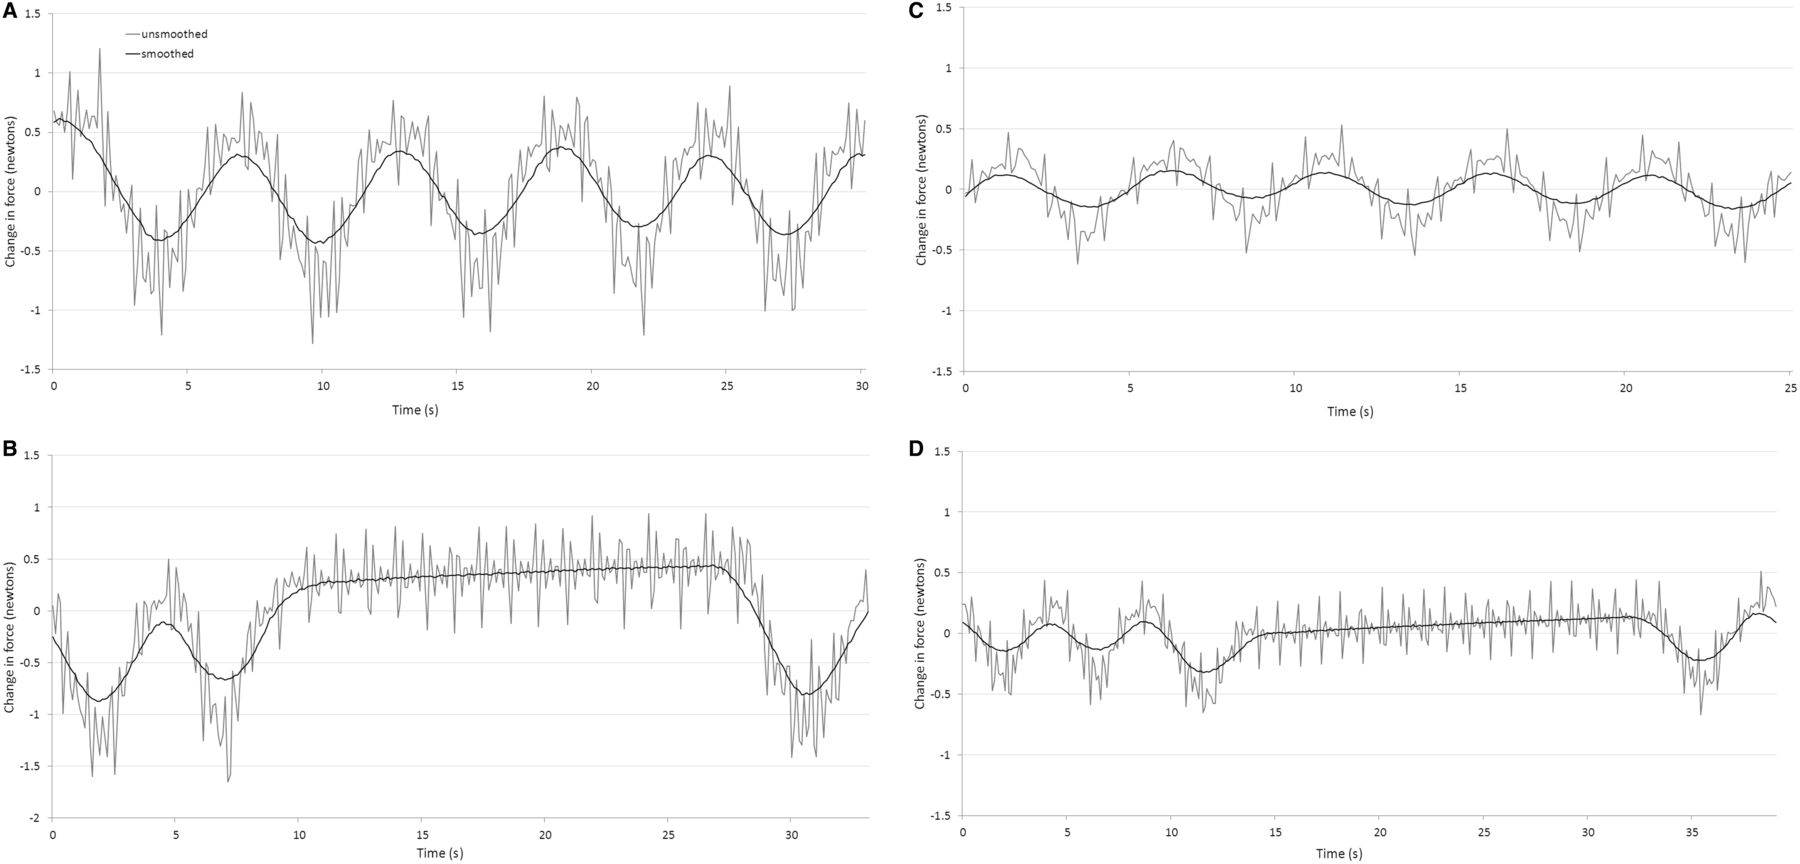 A
unsmoothed
smoothed
Change in force (newtons)
1.5
1
0.5
0
-0.5
-1
-1.5
0 5 10 15 20 25 30
Time (s)
B
Change in force (newtons)
1.5
1
0.5
0
-0.5
-1
-1.5
-2
0 5 10 15 20 25 30
Time (s)
C
Change in force (newtons)
1.5
1
0.5
0
-0.5
-1
-1.5
0 5 10 15 20 25
Time (s)
D
Change in force (newtons)
1.5
1
0.5
0
-0.5
-1
-1.5
0 5 10 15 20 25 30 35
Time (s)